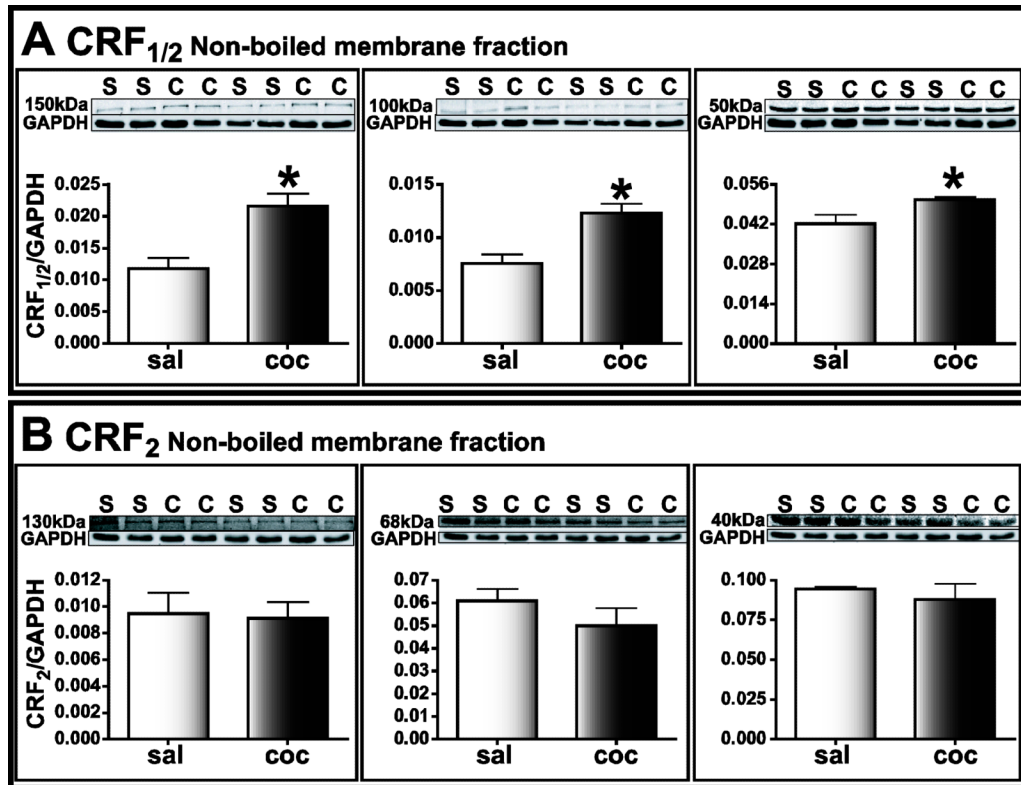 A CRF1/2 Non-boiled membrane fraction
S S C C S S C C
150kDa
GAPDH
CRF1/2/GAPDH
0.025
0.020
0.015
0.010
0.005
0.000
*
sal coc
S S C C S S C C
100kDa
GAPDH
0.015
0.010
0.005
0.000
*
sal coc
S S C C S S C C
50kDa
GAPDH
0.056
0.042
0.028
0.014
0.000
*
sal coc
B CRF2 Non-boiled membrane fraction
S S C C S S C C
130kDa
GAPDH
CRF2/GAPDH
0.012
0.010
0.008
0.006
0.004
0.002
0.000
sal coc
S S C C S S C C
68kDa
GAPDH
0.07
0.06
0.05
0.04
0.03
0.02
0.01
0.00
sal coc
S S C C S S C C
40kDa
GAPDH
0.100
0.075
0.050
0.025
0.000
sal coc